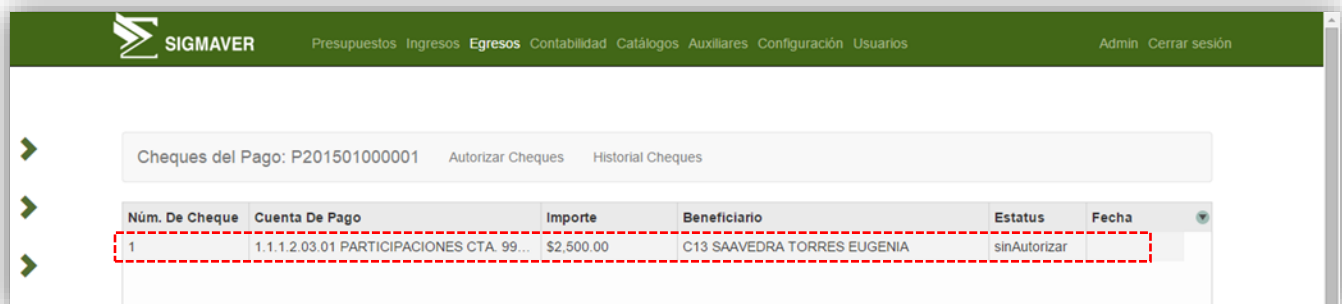 SIGMAVER Presupuestos Ingresos Egresos Contabilidad Catálogos Auxiliares Configuración Usuarios Admin Cerrar sesión
Cheques del Pago: P201501000001 Autorizar Cheques Historial Cheques
Núm. De Cheque Cuenta De Pago Importe Beneficiario Estatus Fecha
1 1.1.1.2.03.01 PARTICIPACIONES CTA. 99... $2,500.00 C13 SAAVEDRA TORRES EUGENIA sinAutorizar